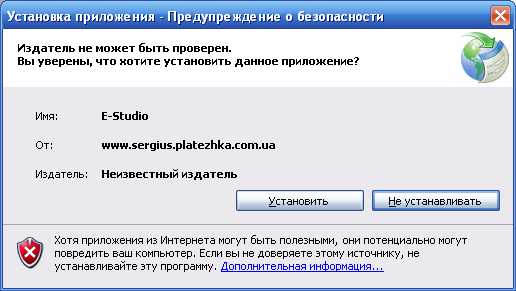 Установка приложения - Предупреждение о безопасности
Издатель не может быть проверен.
Вы уверены, что хотите установить данное приложение?
Имя: E-Studio
От: www.sergius.platezhka.com.ua
Издатель: Неизвестный издатель
Установить Не устанавливать
Хотя приложения из Интернета могут быть полезными, они потенциально могут
повредить ваш компьютер. Если вы не доверяете этому источнику, не
устанавливайте эту программу. Дополнительная информация...